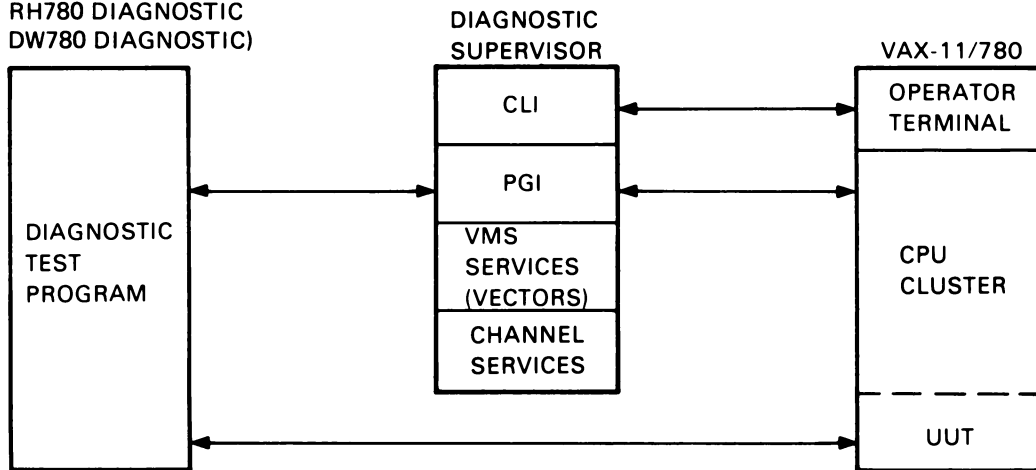 RH780 DIAGNOSTIC
DW780 DIAGNOSTIC)
DIAGNOSTIC
TEST
PROGRAM
DIAGNOSTIC
SUPERVISOR
CLI
PGI
VMS
SERVICES
(VECTORS)
CHANNEL
SERVICES
VAX-11/780
OPERATOR
TERMINAL
CPU
CLUSTER
UUT